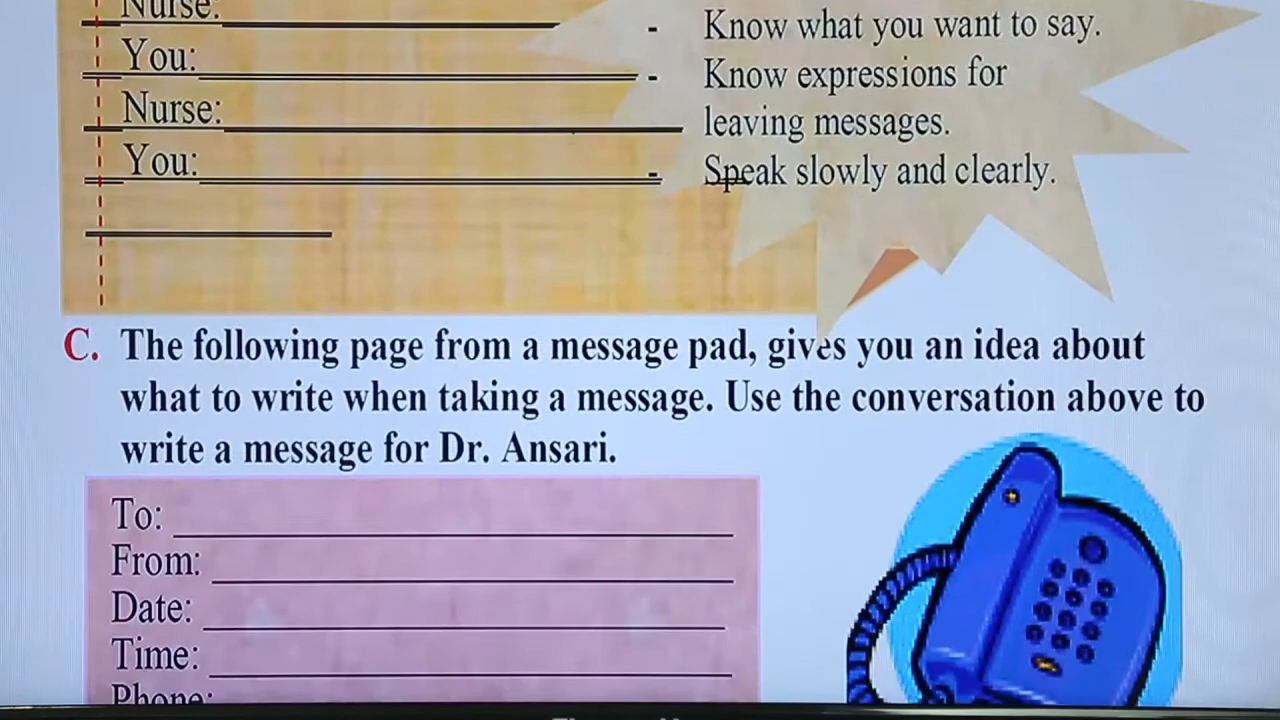 Nurse:
You:
Nurse:
You:
- Know what you want to say.
- Know expressions for
leaving messages.
- Speak slowly and clearly.
C. The following page from a message pad, gives you an idea about
what to write when taking a message. Use the conversation above to
write a message for Dr. Ansari.
To:
From:
Date:
Time:
Phone: